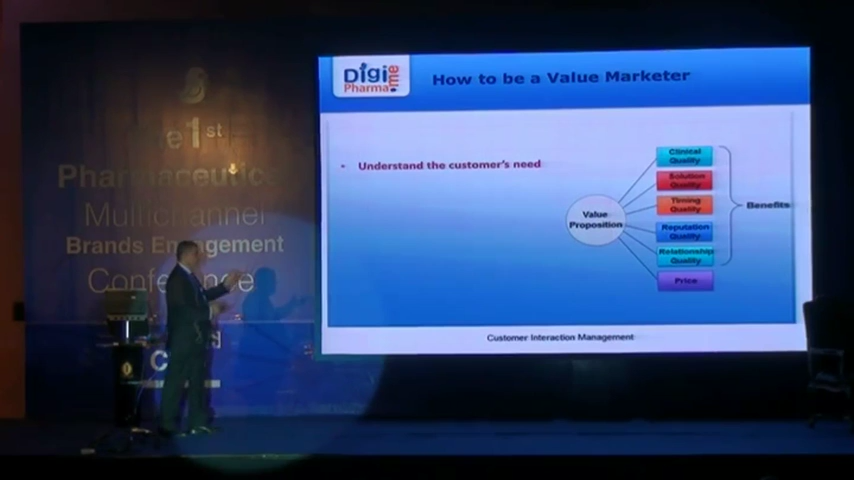 1st
Pharmaceutical
Multichannel
Brands Engagement
Conference
Digi
Pharma
me
How to be a Value Marketer
• Understand the customer's need
Value
Proposition
Clinical
Quality
Solution
Quality
Timing
Quality
Reputation
Quality
Relationship
Quality
Price
Benefits
Customer Interaction Management